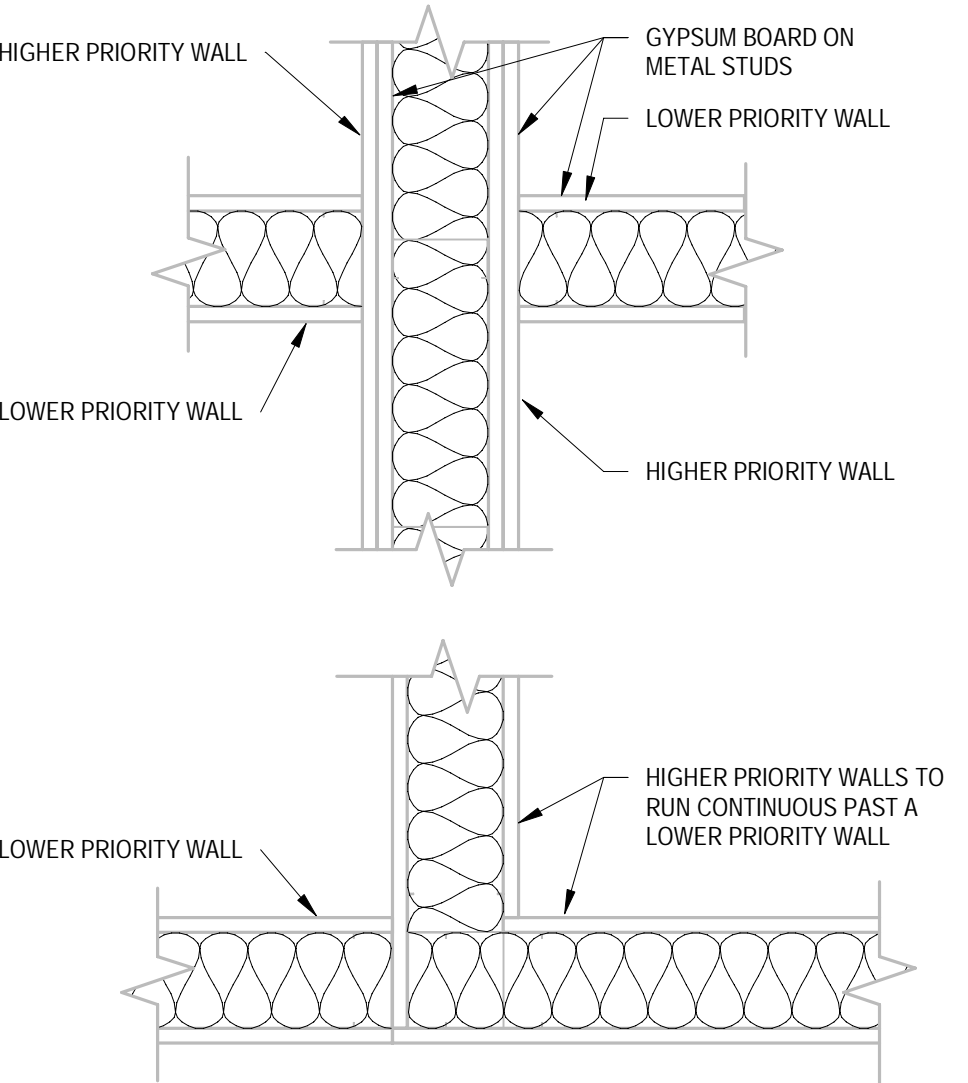 HIGHER PRIORITY WALL
GYPSUM BOARD ON
METAL STUDS
LOWER PRIORITY WALL
LOWER PRIORITY WALL
HIGHER PRIORITY WALL
HIGHER PRIORITY WALLS TO
RUN CONTINUOUS PAST A
LOWER PRIORITY WALL
LOWER PRIORITY WALL